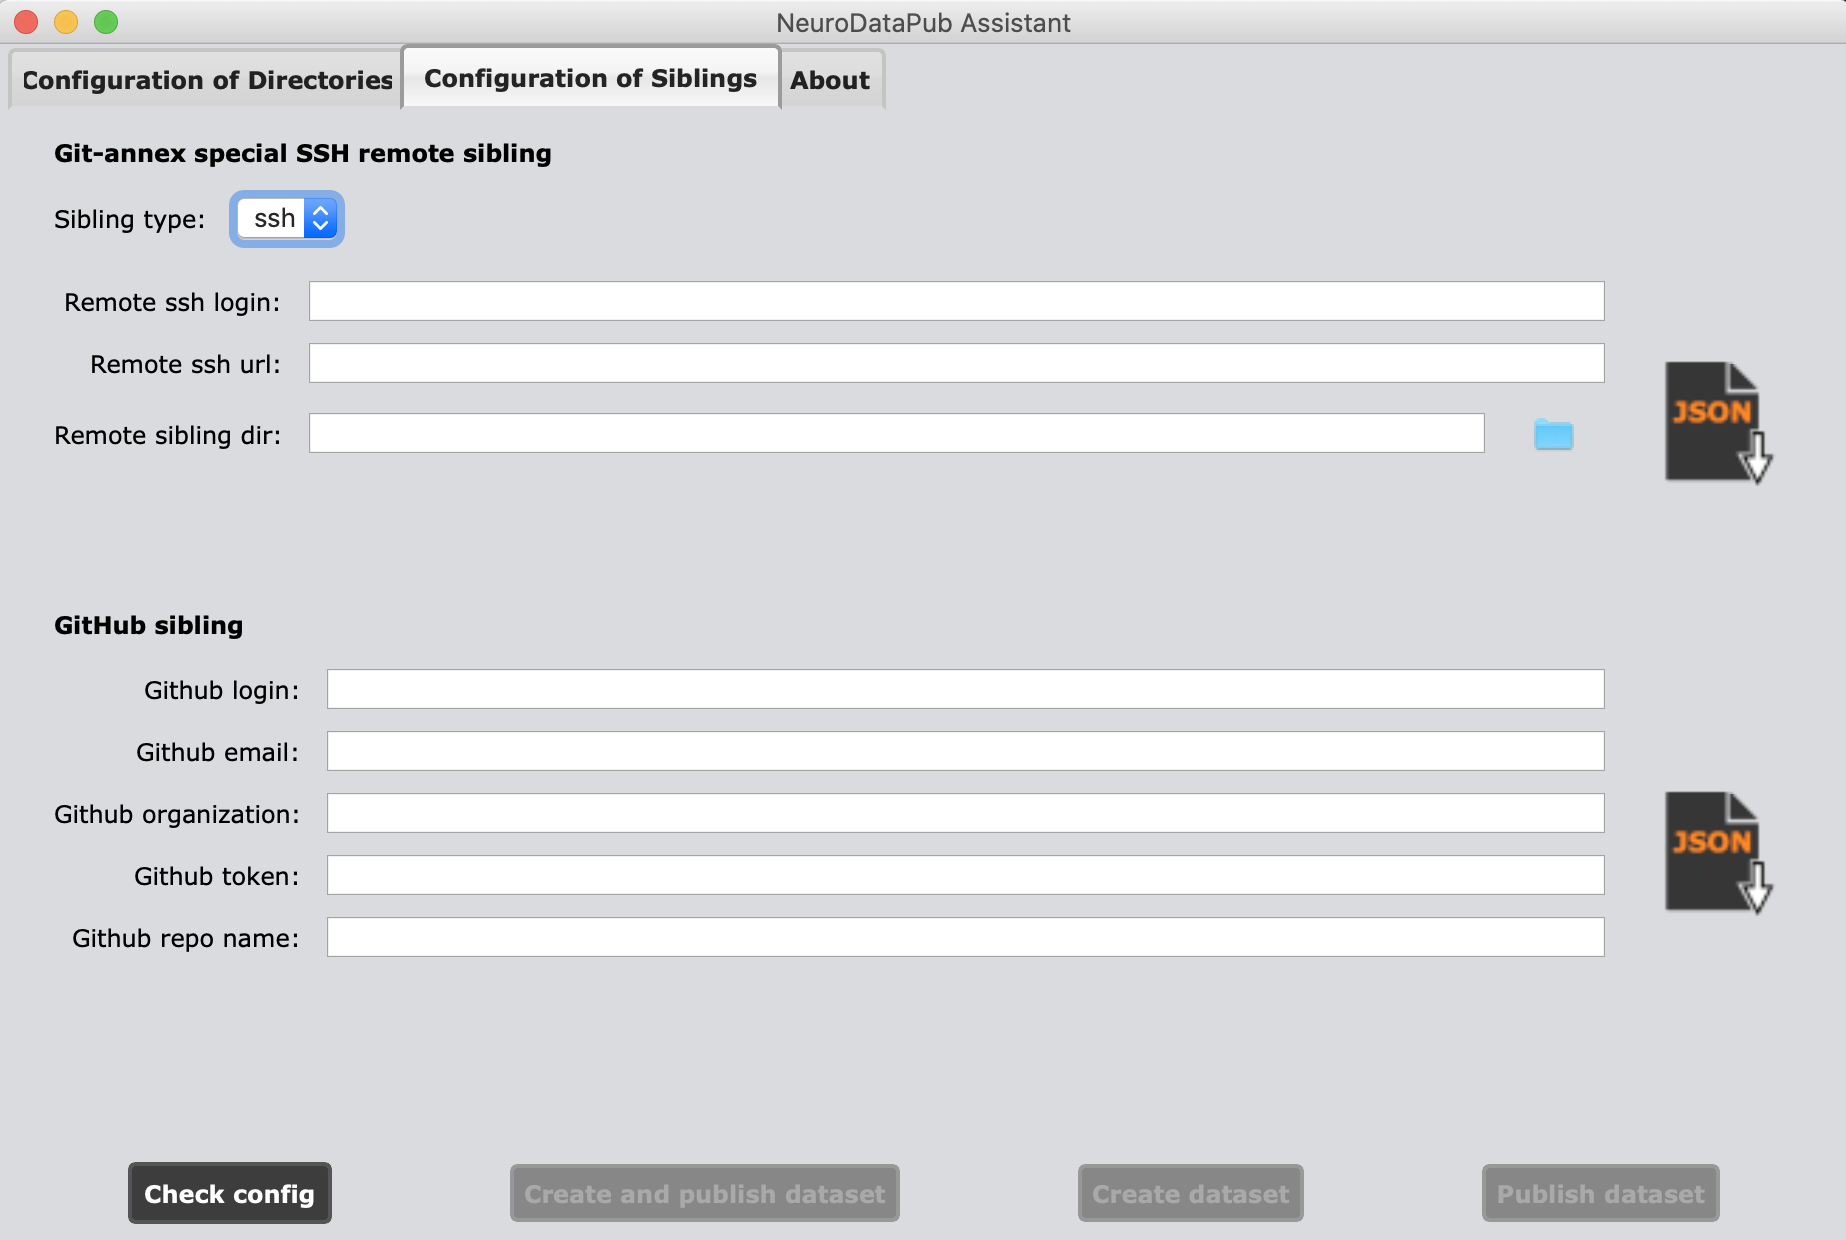 NeuroDataPub Assistant
Configuration of Directories Configuration of Siblings About
Git-annex special SSH remote sibling
Sibling type: ssh
Remote ssh login:
Remote ssh url:
JSON
Remote sibling dir:
GitHub sibling
Github login:
Github email:
Github organization:
JSON
Github token:
Github repo name:
Check config Create and publish dataset Create dataset Publish dataset